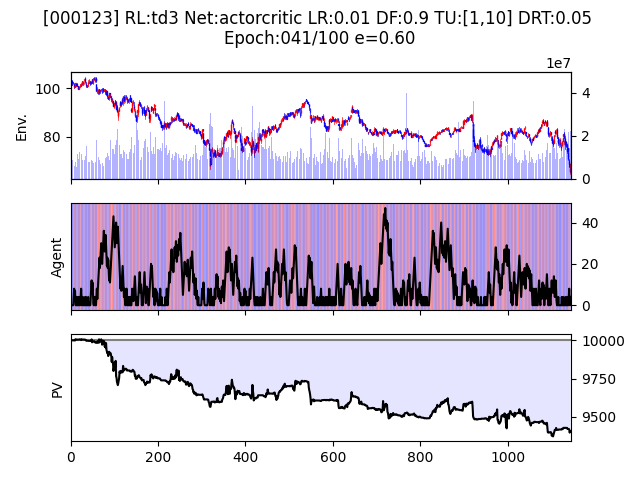 [000123] RL:td3 Net:actorcritic LR:0.01 DF:0.9 TU:[1,10] DRT:0.05
Epoch:041/100 e=0.60
1e7
Env.
100
80
4
2
0
Agent
40
20
0
PV
10000
9750
9500
0 200 400 600 800 1000